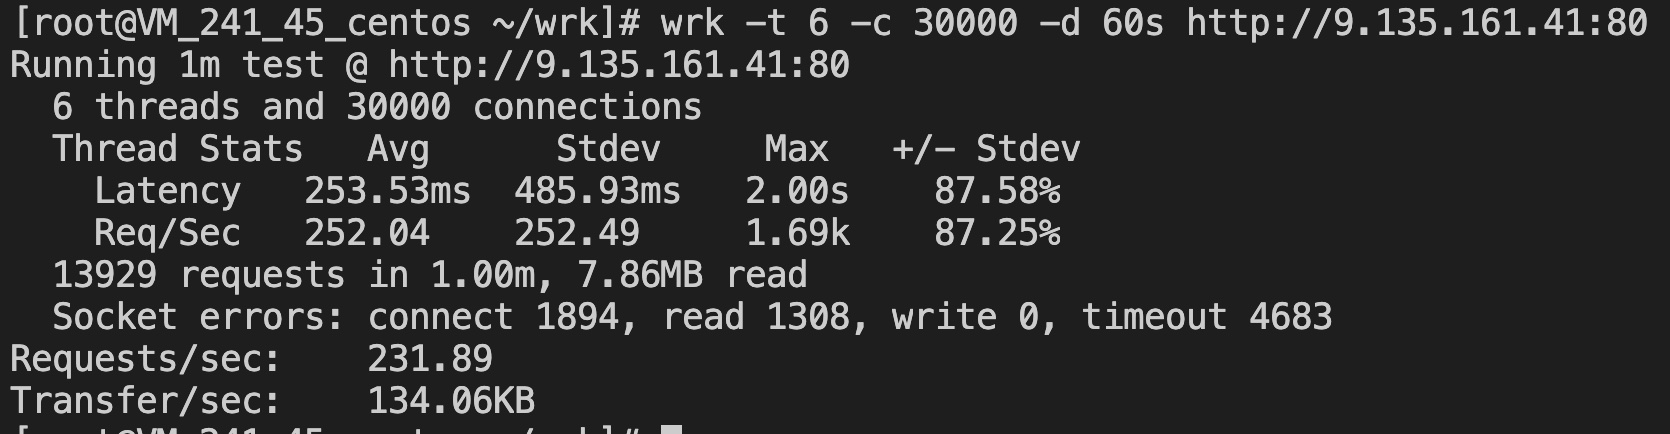 [root@VM_241_45_centos ~/wrk]# wrk -t 6 -c 30000 -d 60s http://9.135.161.41:80
Running 1m test @ http://9.135.161.41:80
  6 threads and 30000 connections
  Thread Stats   Avg      Stdev     Max   +/- Stdev
    Latency   253.53ms  485.93ms   2.00s    87.58%
    Req/Sec   252.04    252.49     1.69k    87.25%
  13929 requests in 1.00m, 7.86MB read
  Socket errors: connect 1894, read 1308, write 0, timeout 4683
Requests/sec:    231.89
Transfer/sec:    134.06KB